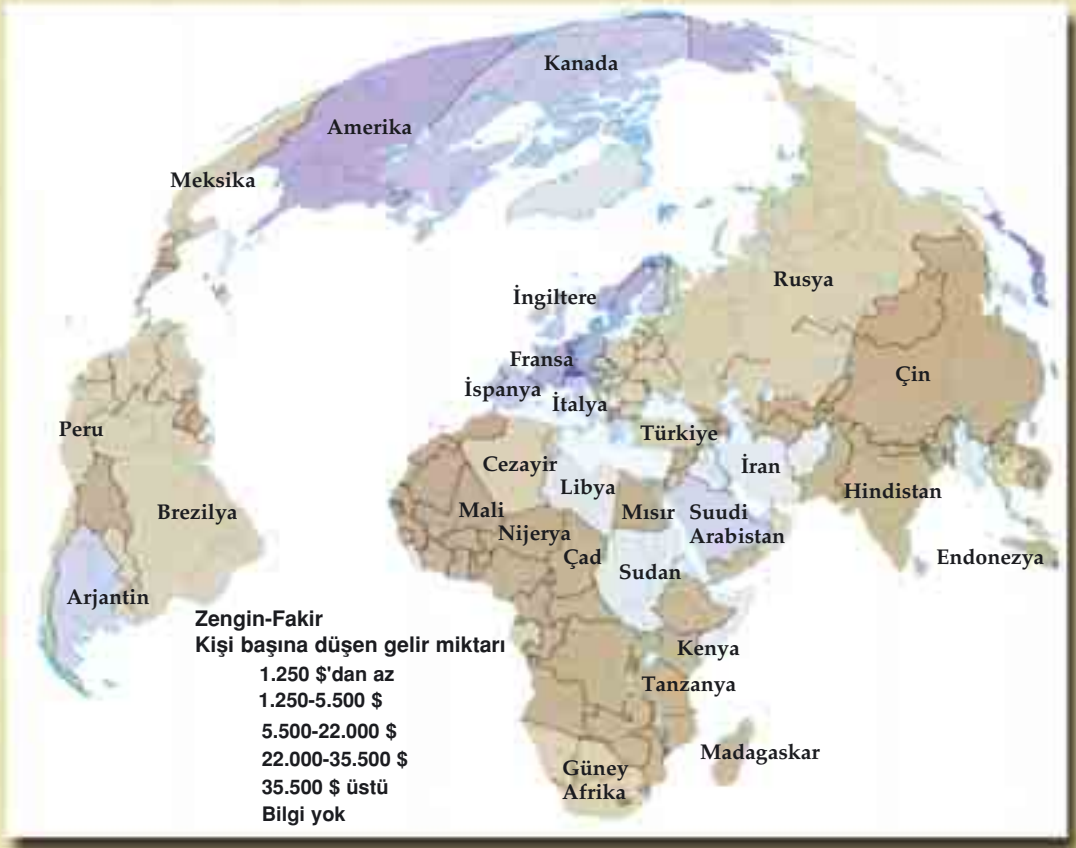 Kanada
Amerika
Meksika
Rusya
İngiltere
Fransa
Çin
İspanya
İtalya
Peru
Türkiye
Cezayir
İran
Libya
Hindistan
Brezilya
Mali
Mısır
Suudi
Arabistan
Nijerya
Çad
Endonezya
Sudan
Arjantin
Kenya
Tanzanya
Madagaskar
Güney
Afrika
Zengin-Fakir
Kişi başına düşen gelir miktarı
1.250 $'dan az
1.250-5.500 $
5.500-22.000 $
22.000-35.500 $
35.500 $ üstü
Bilgi yok